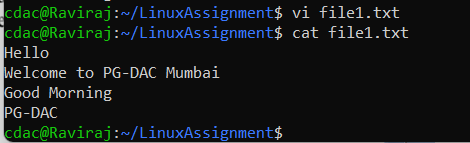 cdac@Raviraj:~/LinuxAssignment$ vi file1.txt
cdac@Raviraj:~/LinuxAssignment$ cat file1.txt
Hello
Welcome to PG-DAC Mumbai
Good Morning
PG-DAC
cdac@Raviraj:~/LinuxAssignment$